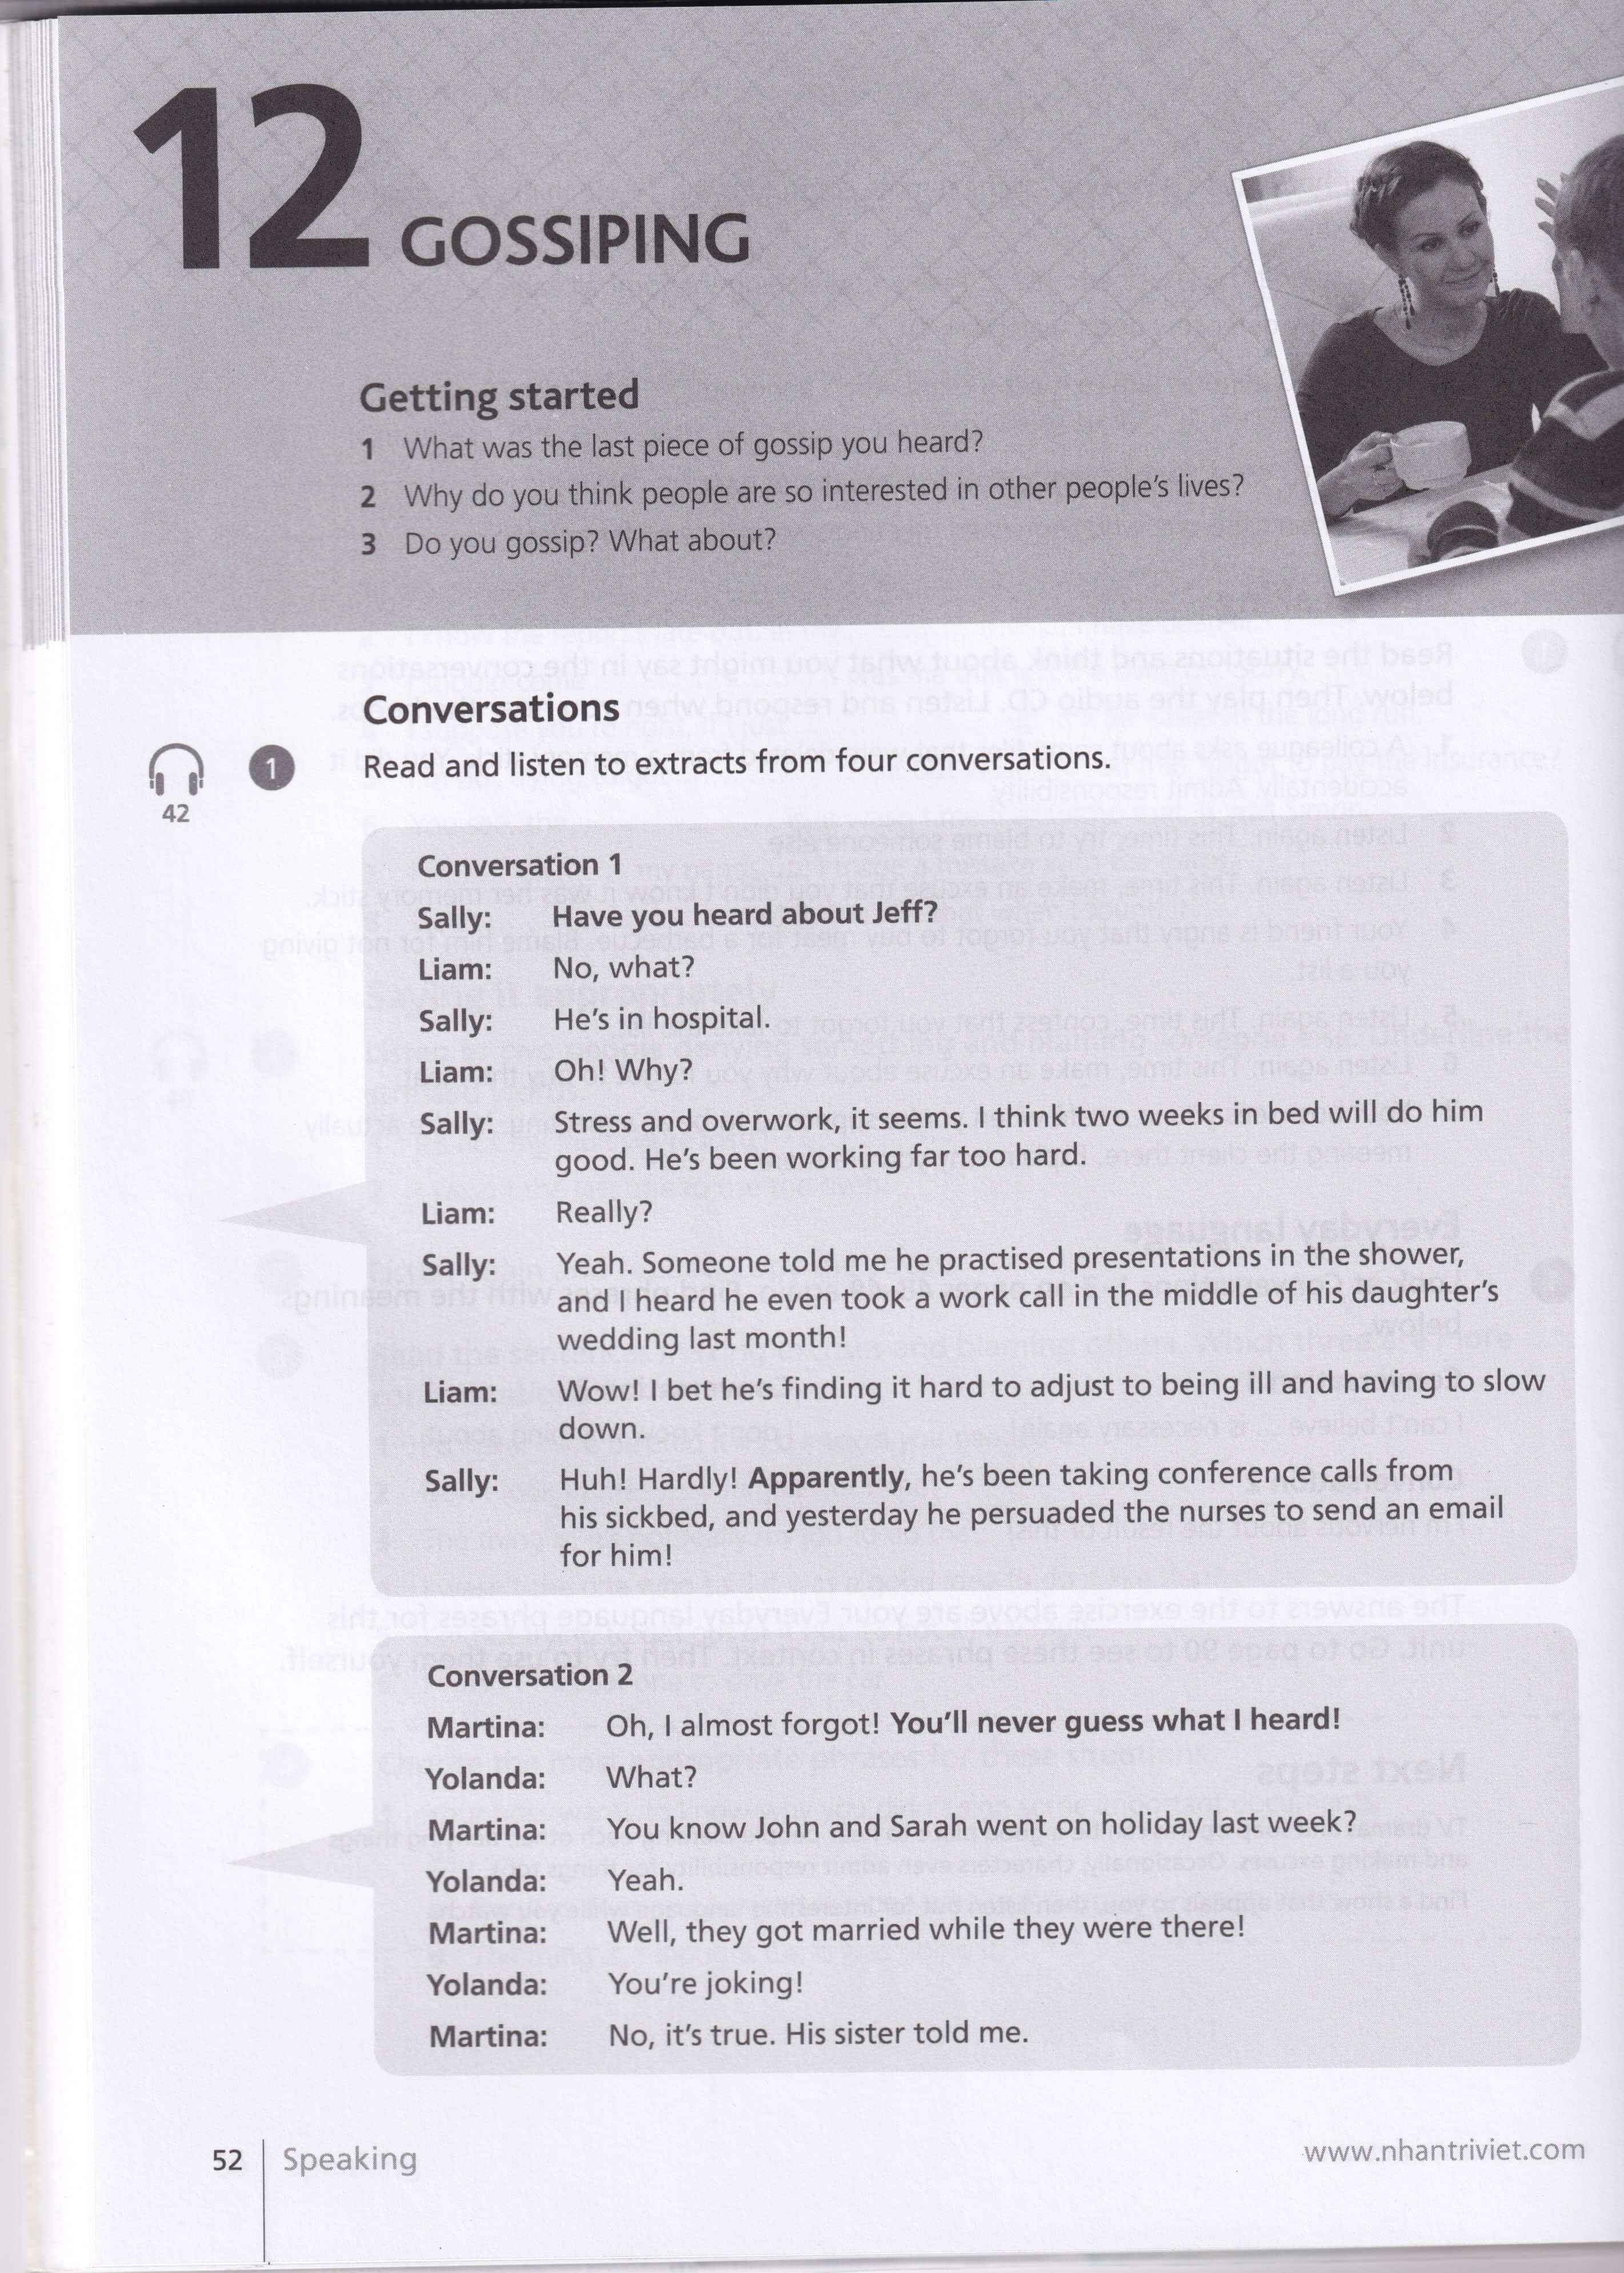 12 GOSSIPING
Getting started
1 What was the last piece of gossip you heard?
2 Why do you think people are so interested in other people's lives?
3 Do you gossip? What about?
Conversations
42
1 Read and listen to extracts from four conversations.
Conversation 1
Sally: Have you heard about Jeff?
Liam: No, what?
Sally: He's in hospital.
Liam: Oh! Why?
Sally: Stress and overwork, it seems. I think two weeks in bed will do him
good. He's been working far too hard.
Liam: Really?
Sally: Yeah. Someone told me he practised presentations in the shower,
and I heard he even took a work call in the middle of his daughter's
wedding last month!
Liam: Wow! I bet he's finding it hard to adjust to being ill and having to slow
down.
Sally: Huh! Hardly! Apparently, he's been taking conference calls from
his sickbed, and yesterday he persuaded the nurses to send an email
for him!
Conversation 2
Martina: Oh, I almost forgot! You'll never guess what I heard!
Yolanda: What?
Martina: You know John and Sarah went on holiday last week?
Yolanda: Yeah.
Martina: Well, they got married while they were there!
Yolanda: You're joking!
Martina: No, it's true. His sister told me.
52 Speaking
www.nhantriviet.com